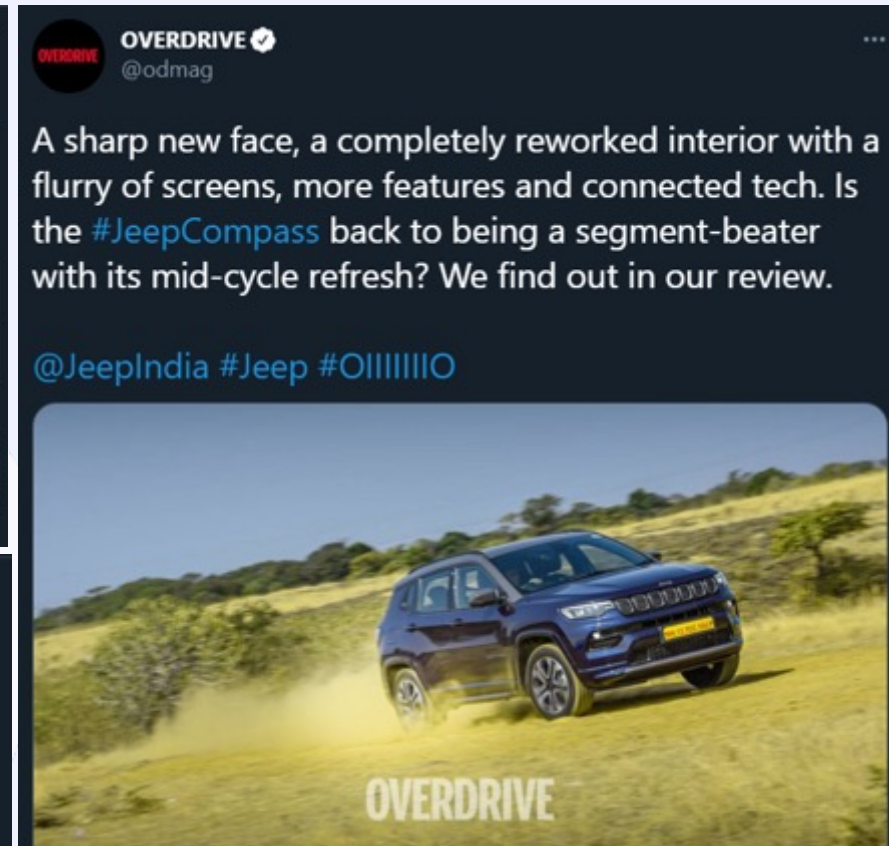 OVERDRIVE
OVERDRIVE
@odmag
A sharp new face, a completely reworked interior with a
flurry of screens, more features and connected tech. Is
the #JeepCompass back to being a segment-beater
with its mid-cycle refresh? We find out in our review.
@JeepIndia #Jeep #OIIIIIIIO
OVERDRIVE